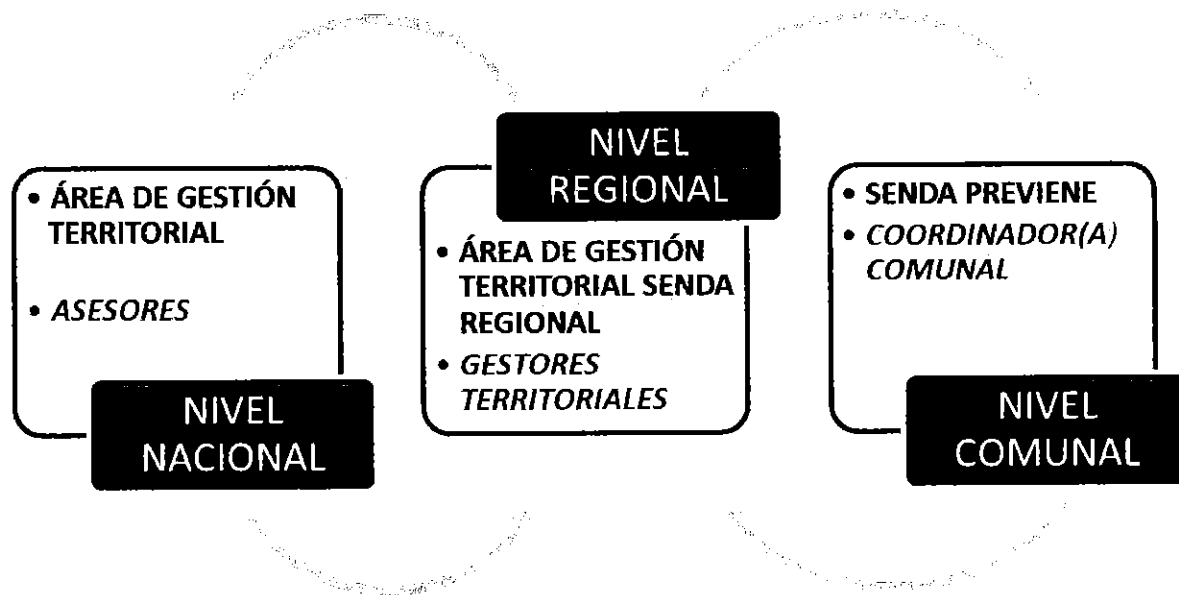 • ÁREA DE GESTIÓN
TERRITORIAL
• ASESORES
NIVEL
NACIONAL
NIVEL
REGIONAL
• ÁREA DE GESTIÓN
TERRITORIAL SENDA
REGIONAL
• GESTORES
TERRITORIALES
• SENDA PREVIENE
• COORDINADOR(A)
COMUNAL
NIVEL
COMUNAL